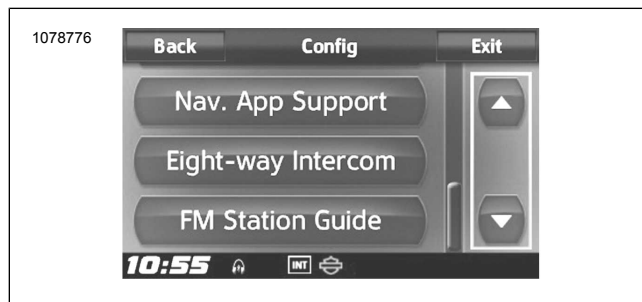 1078776
Back Config Exit
Nav. App Support
Eight-way Intercom
FM Station Guide
10:55 INT